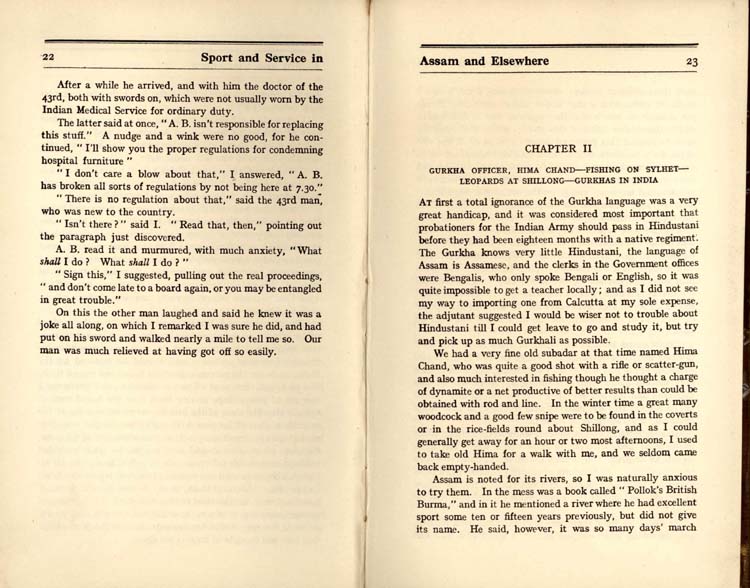 22 Sport and Service in
After a while he arrived, and with him the doctor of the
43rd, both with swords on, which were not usually worn by the
Indian Medical Service for ordinary duty.
The latter said at once, " A. B. isn't responsible for replacing
this stuff." A nudge and a wink were no good, for he con-
tinued, " I'll show you the proper regulations for condemning
hospital furniture "
" I don't care a blow about that," I answered, " A. B.
has broken all sorts of regulations by not being here at 7.30."
" There is no regulation about that," said the 43rd man,
who was new to the country.
" Isn't there ? " said I. " Read that, then," pointing out
the paragraph just discovered.
A. B. read it and murmured, with much anxiety, " What
shall I do ? What shall I do ? "
" Sign this," I suggested, pulling out the real proceedings,
" and don't come late to a board again, or you may be entangled
in great trouble."
On this the other man laughed and said he knew it was a
joke all along, on which I remarked I was sure he did, and had
put on his sword and walked nearly a mile to tell me so. Our
man was much relieved at having got off so easily.
Assam and Elsewhere 23
CHAPTER II
GURKHA OFFICER, HIMA CHAND—FISHING ON SYLHET—
LEOPARDS AT SHILLONG—GURKHAS IN INDIA
AT first a total ignorance of the Gurkha language was a very
great handicap, and it was considered most important that
probationers for the Indian Army should pass in Hindustani
before they had been eighteen months with a native regiment.
The Gurkha knows very little Hindustani, the language of
Assam is Assamese, and the clerks in the Government offices
were Bengalis, who only spoke Bengali or English, so it was
quite impossible to get a teacher locally ; and as I did not see
my way to importing one from Calcutta at my sole expense,
the adjutant suggested I would be wiser not to trouble about
Hindustani till I could get leave to go and study it, but try
and pick up as much Gurkhali as possible.
We had a very fine old subadar at that time named Hima
Chand, who was quite a good shot with a rifle or scatter-gun,
and also much interested in fishing though he thought a charge
of dynamite or a net productive of better results than could be
obtained with rod and line. In the winter time a great many
woodcock and a good few snipe were to be found in the coverts
or in the rice-fields round about Shillong, and as I could
generally get away for an hour or two most afternoons, I used
to take old Hima for a walk with me, and we seldom came
back empty-handed.
Assam is noted for its rivers, so I was naturally anxious
to try them. In the mess was a book called " Pollok's British
Burma," and in it he mentioned a river where he had excellent
sport some ten or fifteen years previously, but did not give
its name. He said, however, it was so many days' march